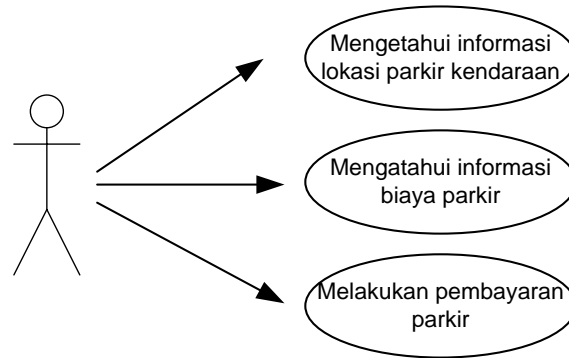 Mengetahui informasi
lokasi parkir kendaraan
Mengatahui informasi
biaya parkir
Melakukan pembayaran
parkir